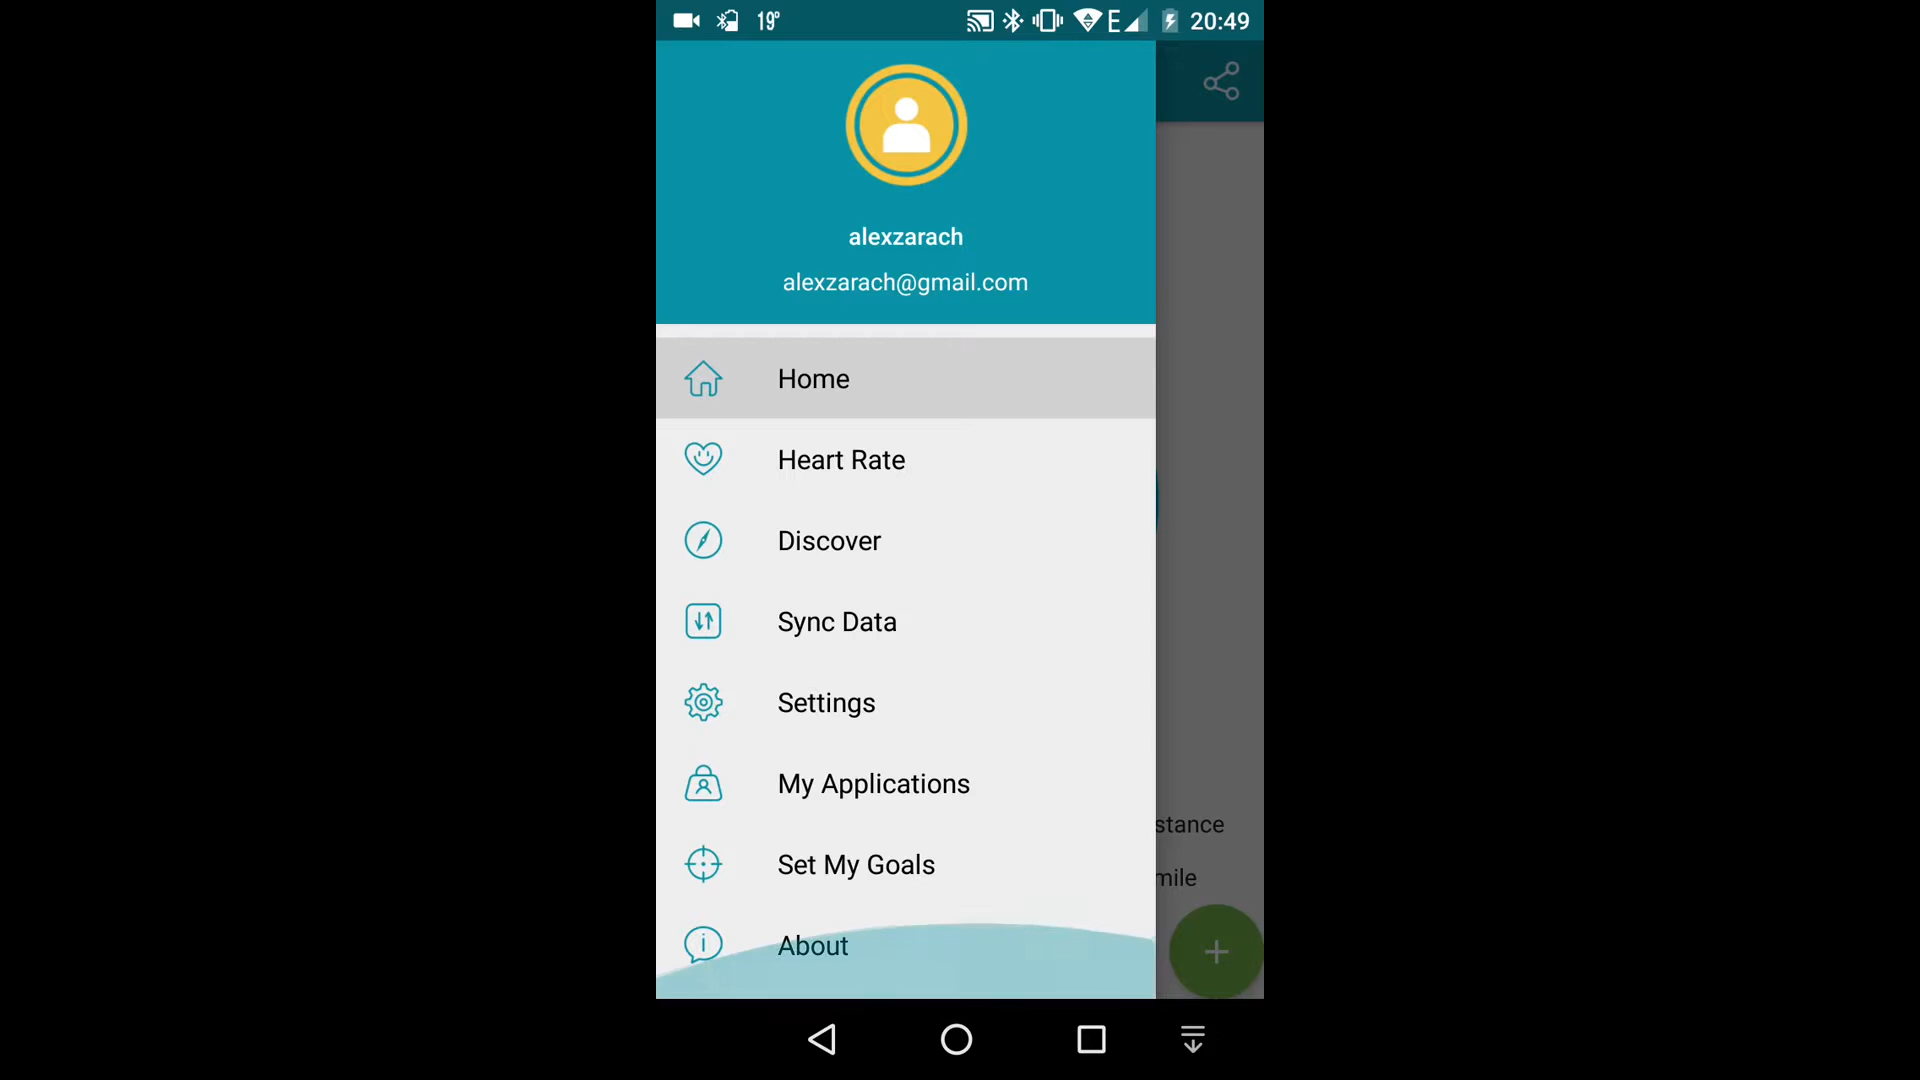 19° E 20:49
alexzarach
alexzarach@gmail.com
Home
Heart Rate
Discover
Sync Data
Settings
My Applications
Set My Goals
About
stance
mile